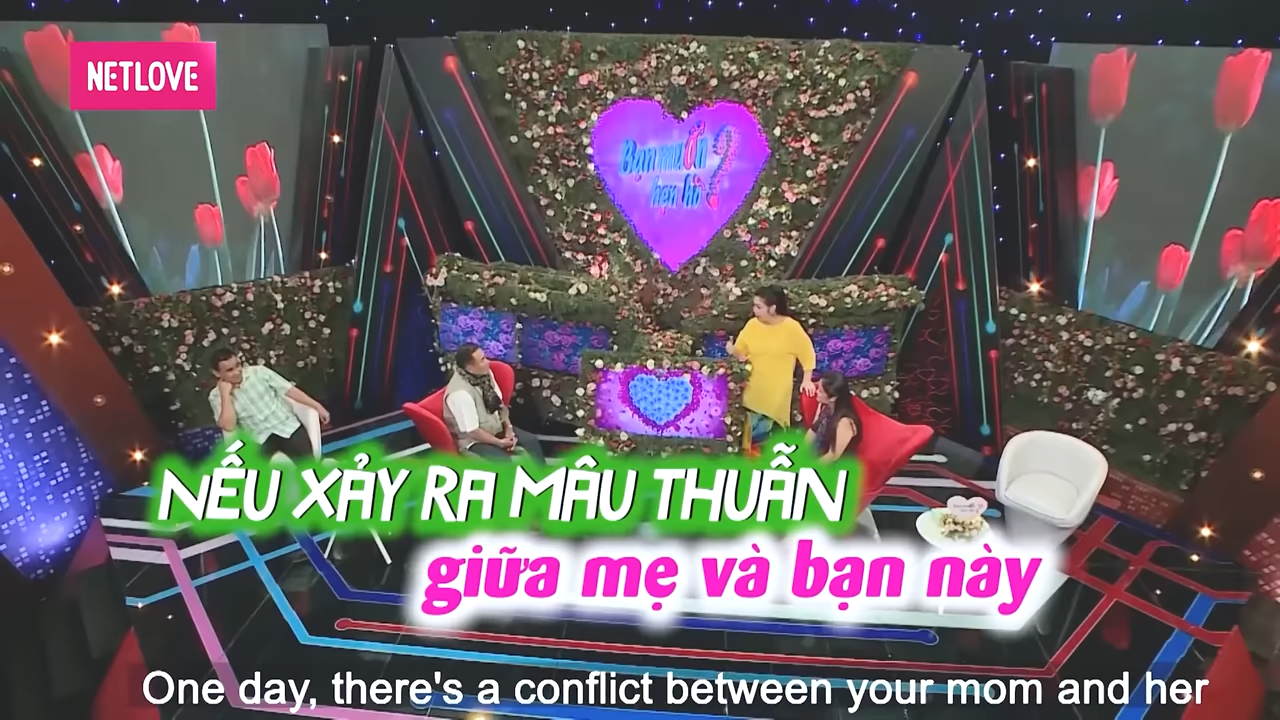 NETLOVE
Bạn muốn
hẹn hò ?
NẾU XẢY RA MÂU THUẪN
giữa mẹ và bạn này
One day, there's a conflict between your mom and her